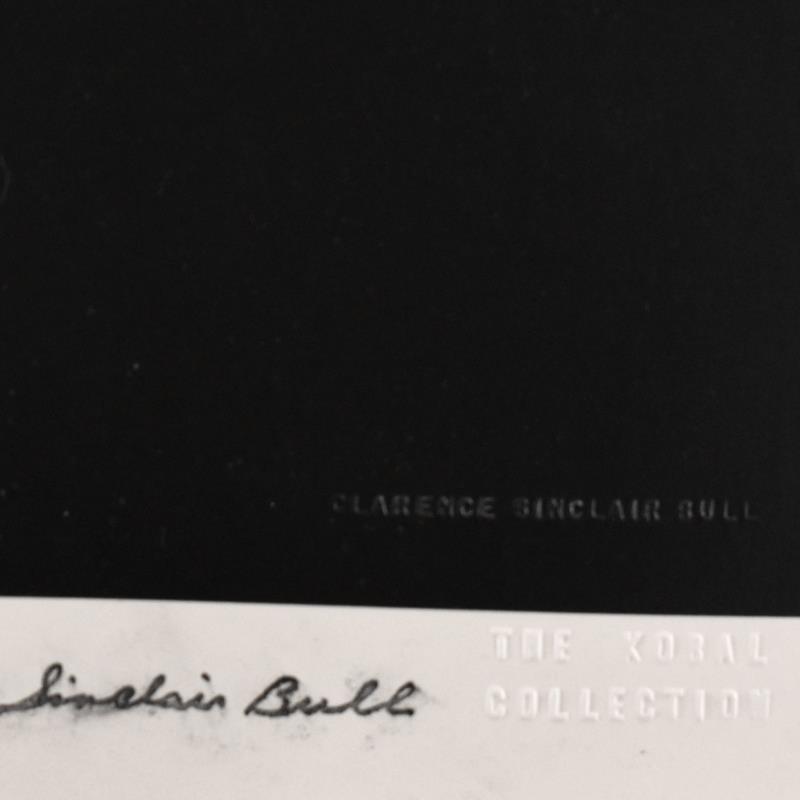 CLARENCE SINCLAIR BULL
Sinclair Bull
THE KOBAL
COLLECTION